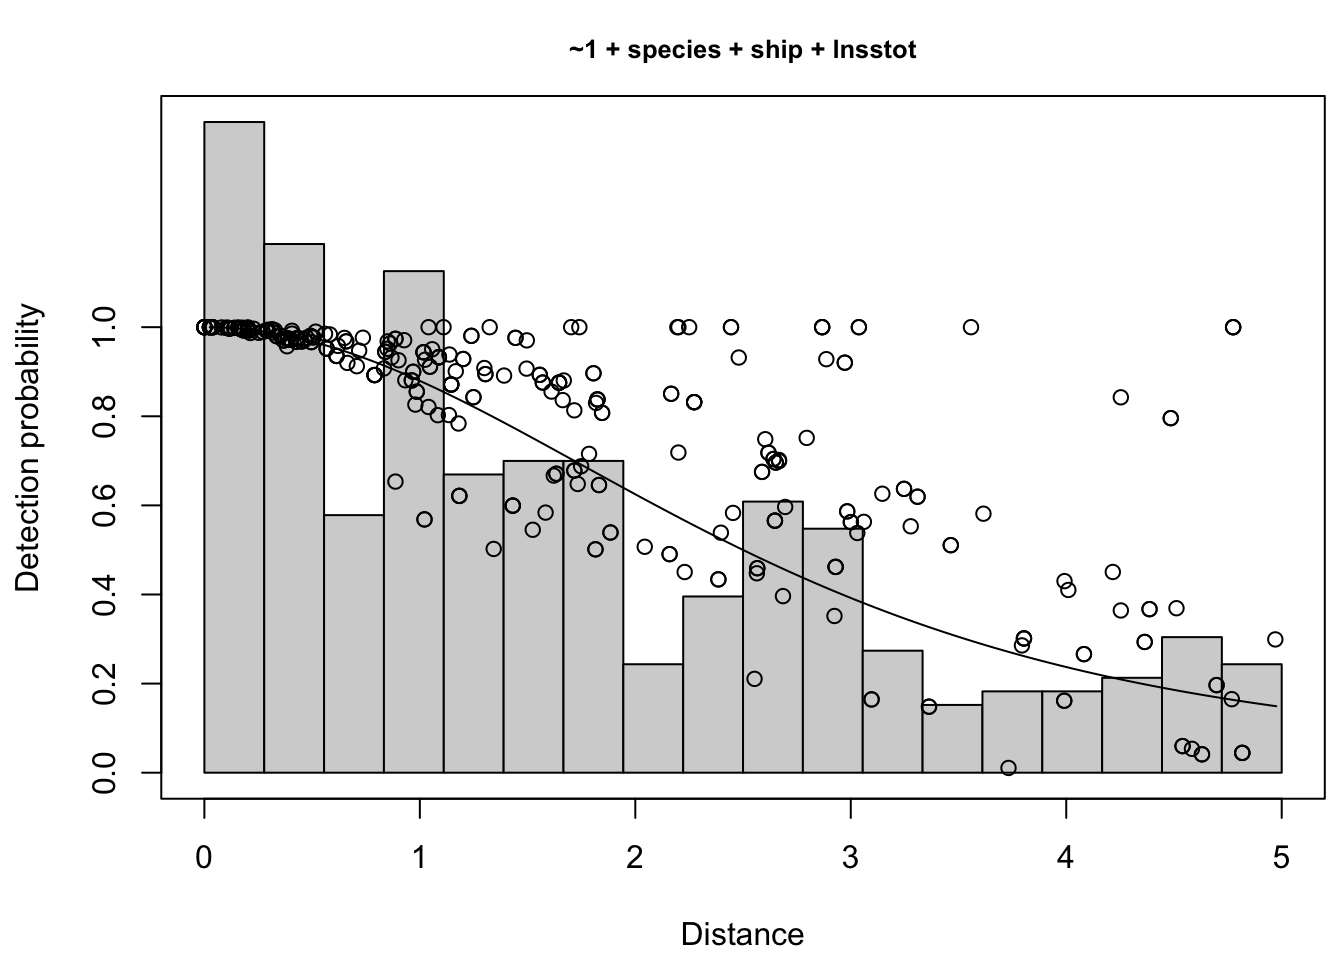 ~1 + species + ship + lnsstot
Detection probability
1.0
0.8
0.6
0.4
0.2
0.0
0 1 2 3 4 5
Distance